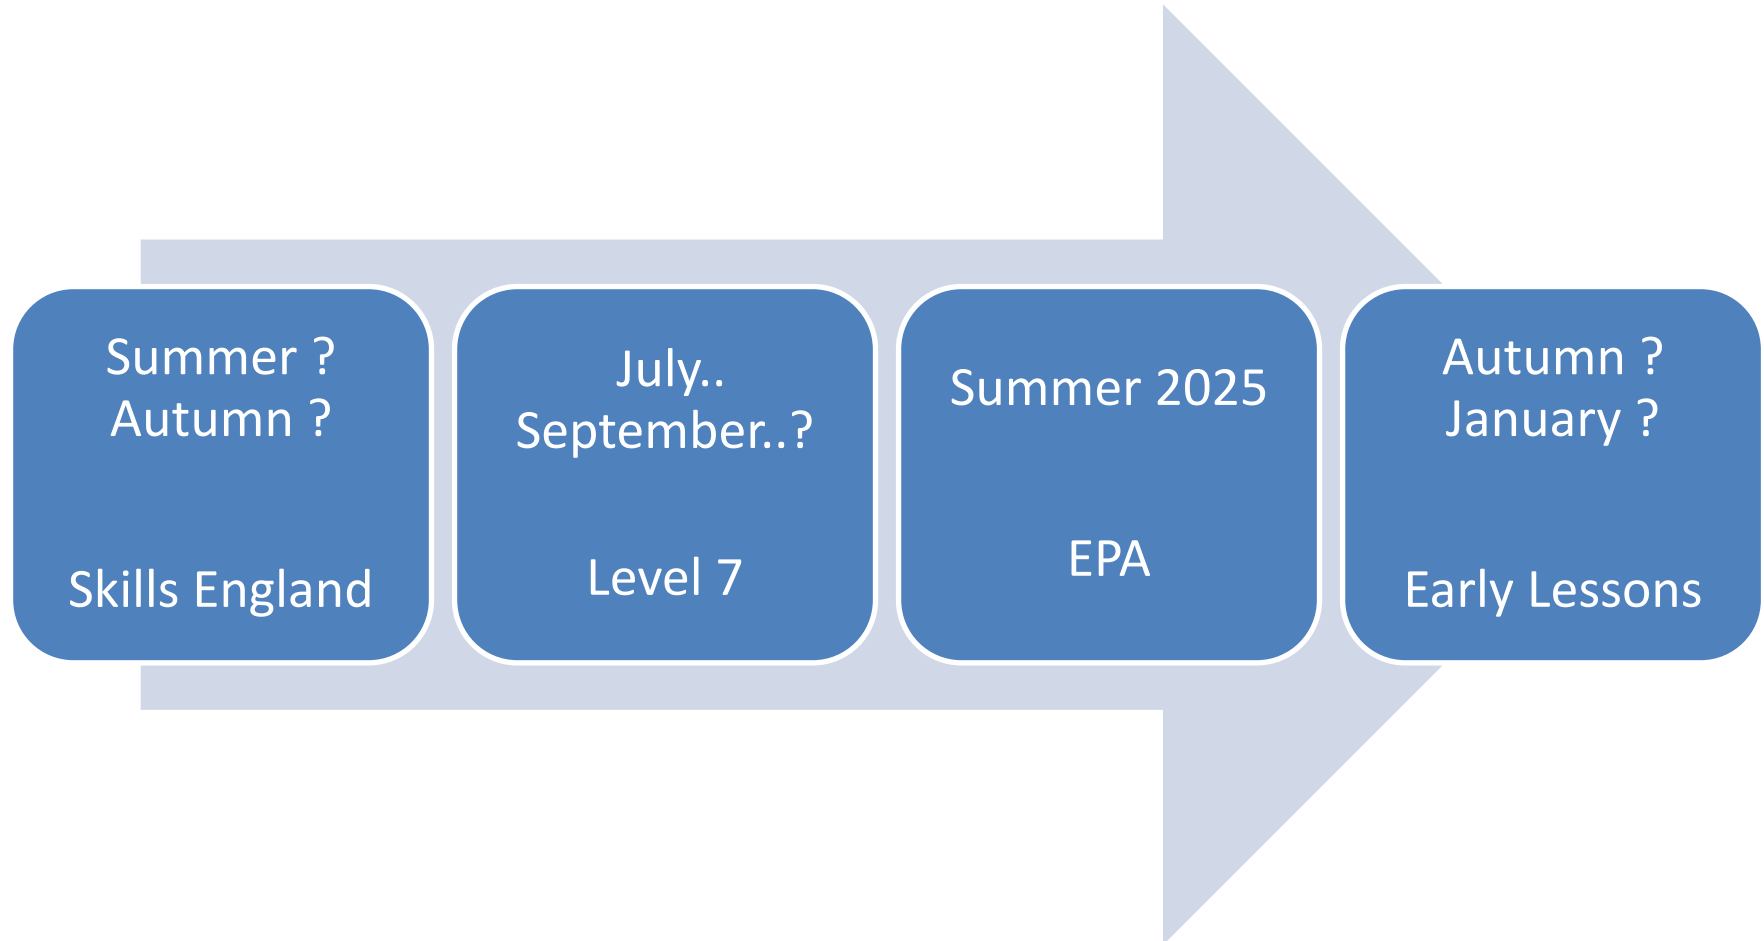 Summer ?
Autumn ?
Skills England
July..
September..?
Level 7
Summer 2025
EPA
Autumn ?
January ?
Early Lessons